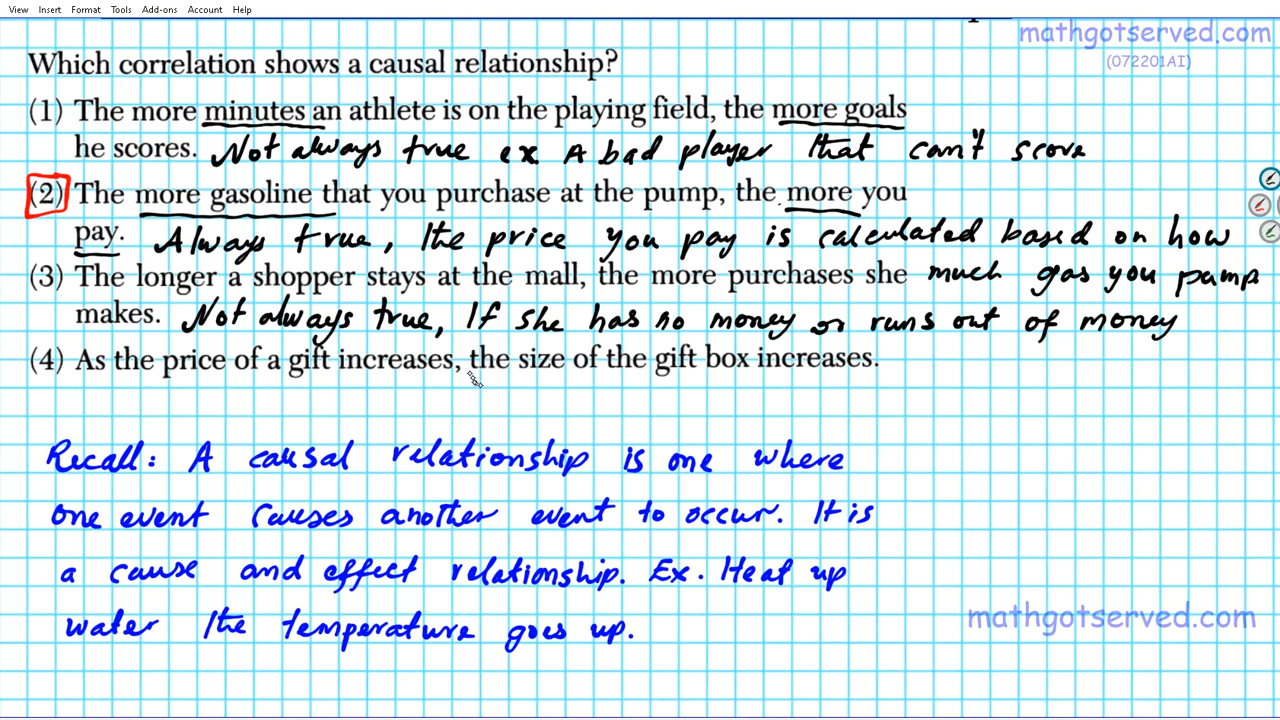 View Insert Format Tools Add-ons Account Help
mathgotserved.com
(072201AI)
Which correlation shows a causal relationship?
(1) The more minutes an athlete is on the playing field, the more goals
he scores. Not always true ex A bad player that can't score
(2) The more gasoline that you purchase at the pump, the more you
pay. Always true, the price you pay is calculated based on how
(3) The longer a shopper stays at the mall, the more purchases she much gas you pump
makes. Not always true, If she has no money or runs out of money
(4) As the price of a gift increases, the size of the gift box increases.
Recall: A causal relationship is one where
one event causes another event to occur. It is
a cause and effect relationship. Ex. Heat up
water the temperature goes up.
mathgotserved.com